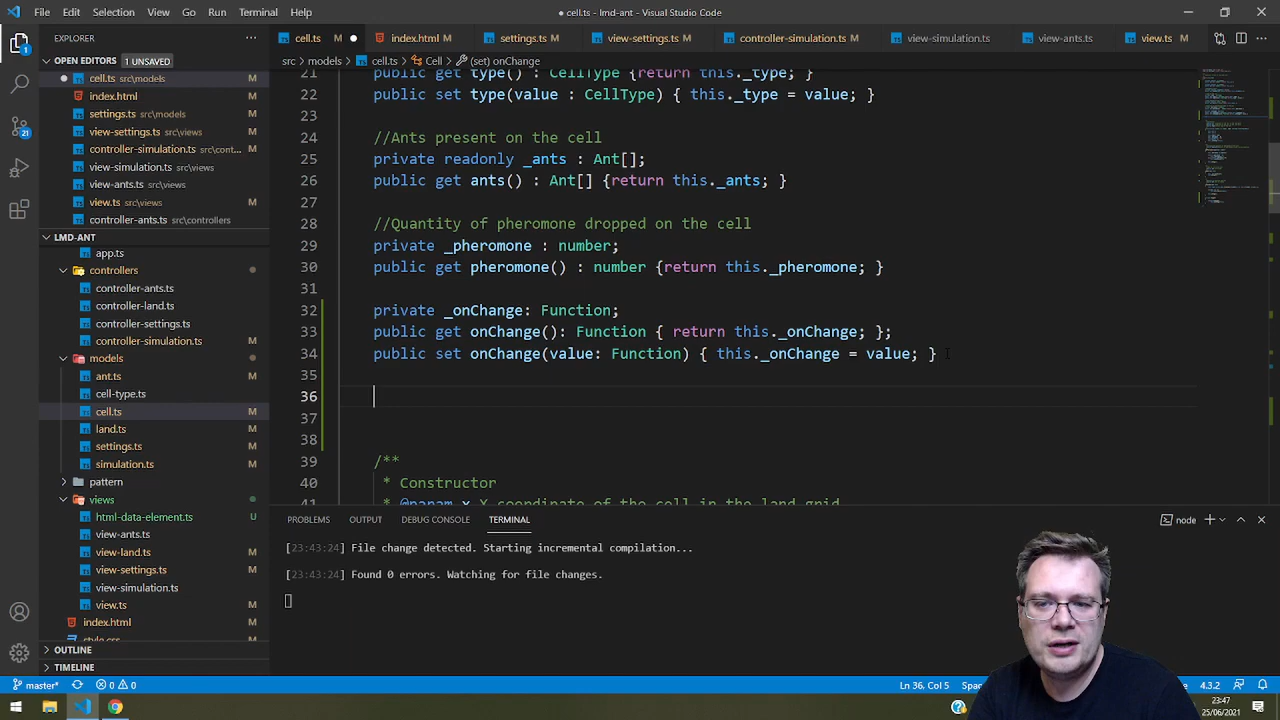 File Edit Selection View Go Run Terminal Help
● cell.ts - lmd-ant - Visual Studio Code
EXPLORER ...
OPEN EDITORS 1 UNSAVED
cell.ts src\models M
index.html M
settings.ts src\models M
view-settings.ts src\views M
controller-simulation.ts src\cont... M
view-simulation.ts src\views
view-ants.ts src\views
view.ts src\views M
controller-ants.ts src\controllers
LMD-ANT
app.ts
controllers
controller-ants.ts
controller-land.ts
controller-settings.ts
controller-simulation.ts M
models
ant.ts M
cell-type.ts
cell.ts M
land.ts M
settings.ts M
simulation.ts M
pattern
views
html-data-element.ts U
view-ants.ts
view-land.ts M
view-settings.ts M
view-simulation.ts
view.ts M
index.html M
style.css
OUTLINE
TIMELINE
1
21
cell.ts M ● index.html M settings.ts M view-settings.ts M controller-simulation.ts M view-simulation.ts view-ants.ts view.ts M
src > models > cell.ts > Cell > (set) onChange
21 public get type() : CellType {return this._type; }
22 public set type(value : CellType) { this._type = value; }
23
24 //Ants present on the cell
25 private readonly _ants : Ant[];
26 public get ants() : Ant[] {return this._ants; }
27
28 //Quantity of pheromone dropped on the cell
29 private _pheromone : number;
30 public get pheromone() : number {return this._pheromone; }
31
32 private _onChange: Function;
33 public get onChange(): Function { return this._onChange; };
34 public set onChange(value: Function) { this._onChange = value; }
35
36
37
38
39 /**
40 * Constructor
41 * @param x X coordinate of the cell in the land grid
PROBLEMS OUTPUT DEBUG CONSOLE TERMINAL
node
[23:43:24] File change detected. Starting incremental compilation...
[23:43:24] Found 0 errors. Watching for file changes.
master* 0 0
Ln 36, Col 5
4.3.2
23:47
25/06/2021